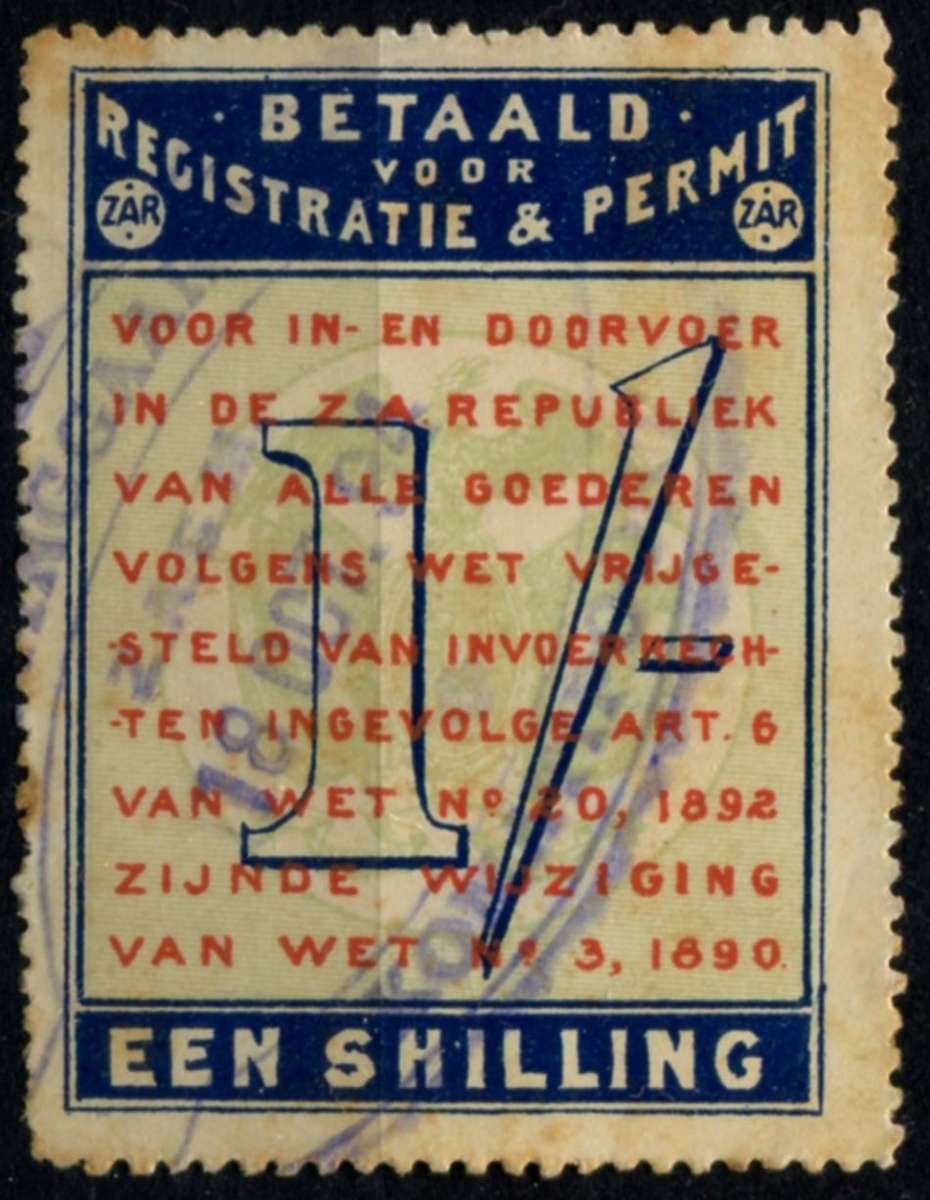 · BETAALD ·
VOOR
REGISTRATIE & PERMIT
ZAR ZAR
VOOR IN- EN DOORVOER
IN DE Z.A. REPUBLIEK
VAN ALLE GOEDEREN
VOLGENS WET VRIJGE-
-STELD VAN INVOERRECH-
-TEN INGEVOLGE ART. 6
VAN WET No 20, 1892
ZIJNDE WIJZIGING
VAN WET No 3, 1890.
1/-
18 OCT
EEN SHILLING